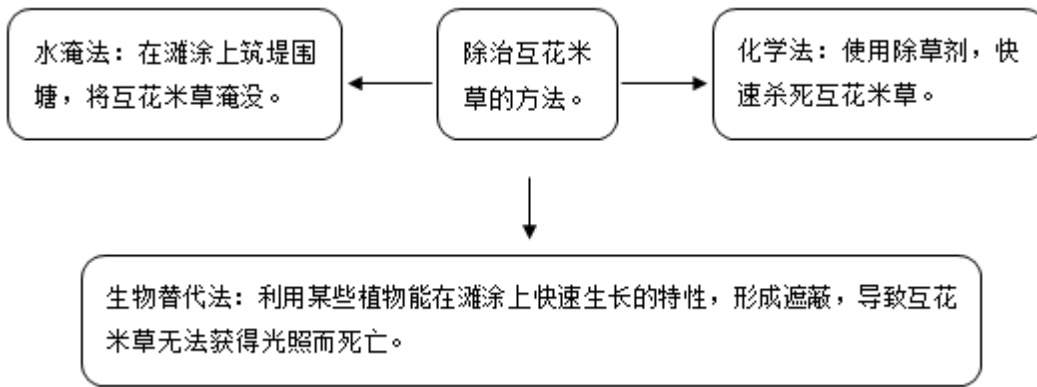 水淹法：在滩涂上筑堤围
塘，将互花米草淹没。
除治互花米
草的方法。
化学法：使用除草剂，快
速杀死互花米草。
生物替代法：利用某些植物能在滩涂上快速生长的特性，形成遮蔽，导致互花
米草无法获得光照而死亡。